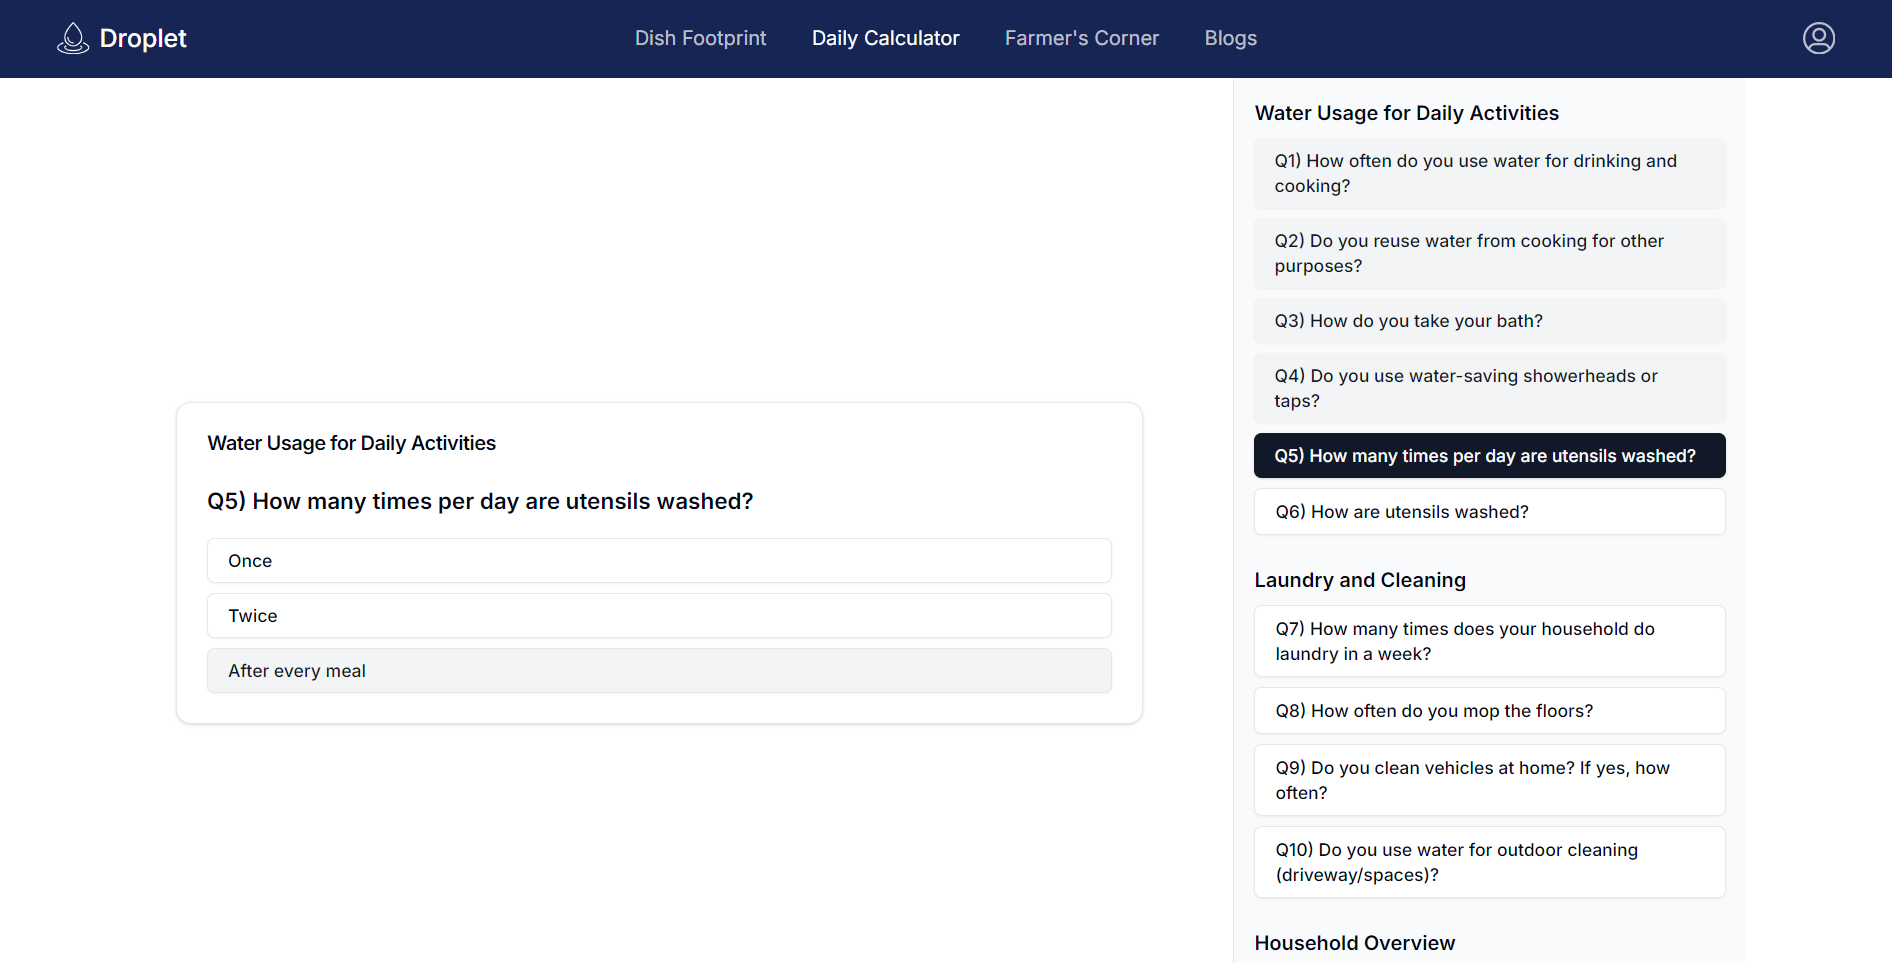 Droplet
Dish Footprint
Daily Calculator
Farmer's Corner
Blogs
Water Usage for Daily Activities
Q5) How many times per day are utensils washed?
Once
Twice
After every meal
Water Usage for Daily Activities
Q1) How often do you use water for drinking and
cooking?
Q2) Do you reuse water from cooking for other
purposes?
Q3) How do you take your bath?
Q4) Do you use water-saving showerheads or
taps?
Q5) How many times per day are utensils washed?
Q6) How are utensils washed?
Laundry and Cleaning
Q7) How many times does your household do
laundry in a week?
Q8) How often do you mop the floors?
Q9) Do you clean vehicles at home? If yes, how
often?
Q10) Do you use water for outdoor cleaning
(driveway/spaces)?
Household Overview